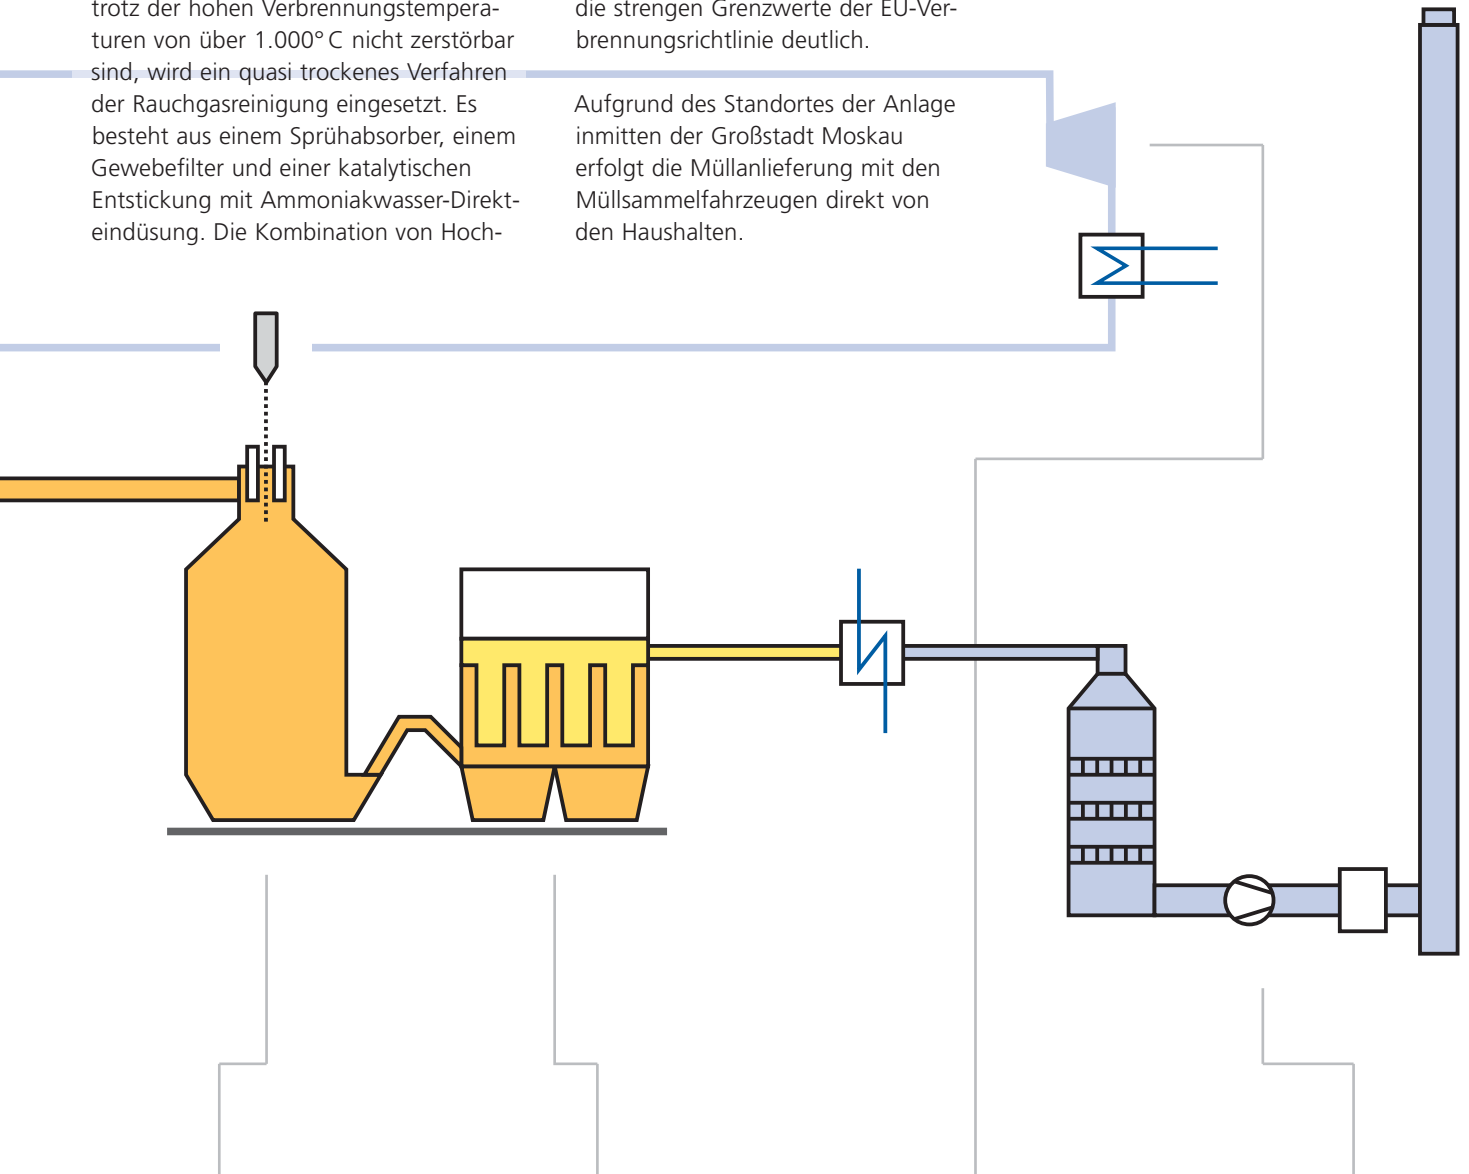 trotz der hohen Verbrennungstempera-
turen von über 1.000° C nicht zerstörbar
sind, wird ein quasi trockenes Verfahren
der Rauchgasreinigung eingesetzt. Es
besteht aus einem Sprühabsorber, einem
Gewebefilter und einer katalytischen
Entstickung mit Ammoniakwasser-Direkt-
eindüsung. Die Kombination von Hoch-
die strengen Grenzwerte der EU-Ver-
brennungsrichtlinie deutlich.
Aufgrund des Standortes der Anlage
inmitten der Großstadt Moskau
erfolgt die Müllanlieferung mit den
Müllsammelfahrzeugen direkt von
den Haushalten.